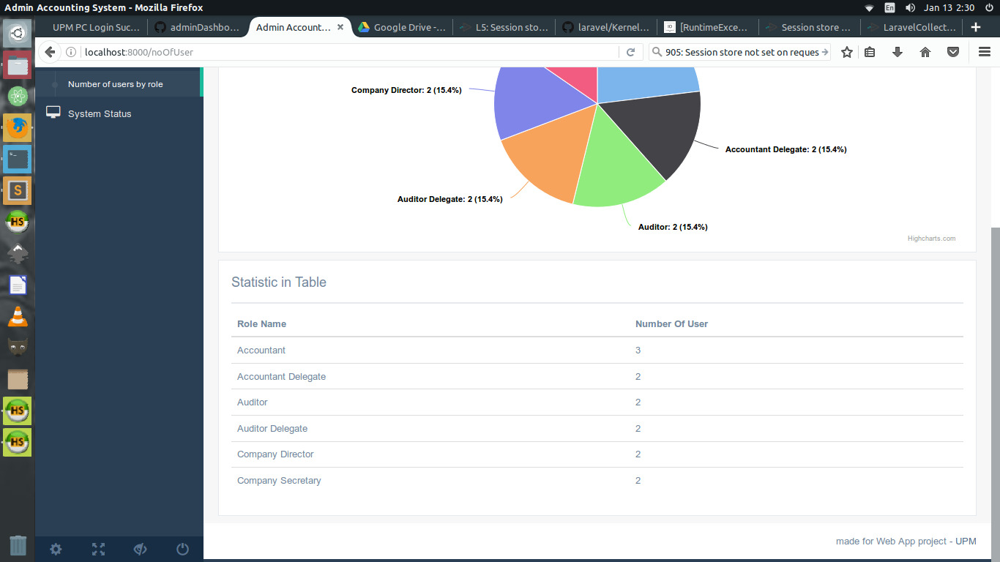 Admin Accounting System - Mozilla Firefox
En
Jan 13 2:30
UPM PC Login Suc...
adminDashbo...
Admin Account...
Google Drive -...
L5: Session sto...
laravel/Kernel...
[RuntimeExce...
Session store ...
LaravelCollect...
localhost:8000/noOfUser
905: Session store not set on reques
Number of users by role
System Status
Company Director: 2 (15.4%)
Accountant Delegate: 2 (15.4%)
Auditor Delegate: 2 (15.4%)
Auditor: 2 (15.4%)
Highcharts.com
Statistic in Table
Role Name Number Of User
Accountant 3
Accountant Delegate 2
Auditor 2
Auditor Delegate 2
Company Director 2
Company Secretary 2
made for Web App project - UPM
S
HS
HS
HS